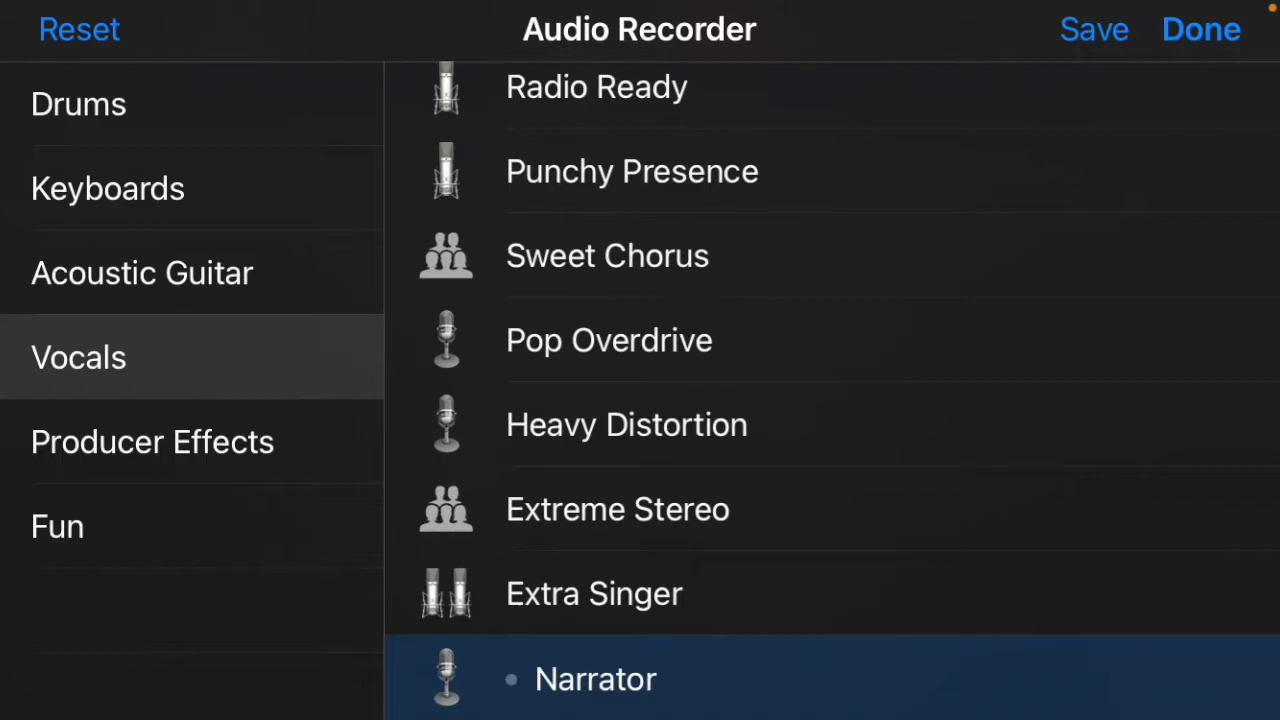 Reset
Audio Recorder
Save
Done
Drums
Keyboards
Acoustic Guitar
Vocals
Producer Effects
Fun
Radio Ready
Punchy Presence
Sweet Chorus
Pop Overdrive
Heavy Distortion
Extreme Stereo
Extra Singer
Narrator